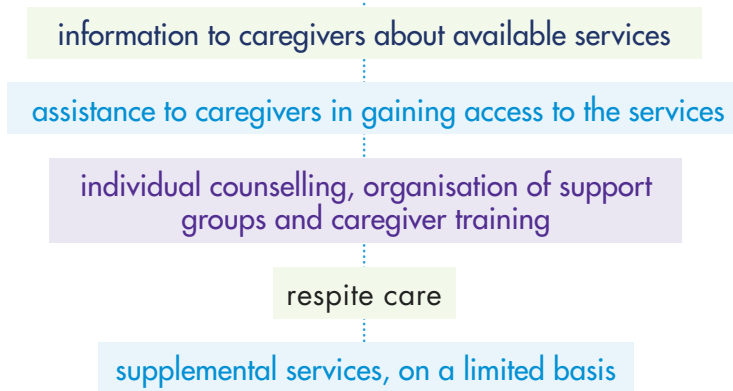 information to caregivers about available services
assistance to caregivers in gaining access to the services
individual counselling, organisation of support
groups and caregiver training
respite care
supplemental services, on a limited basis